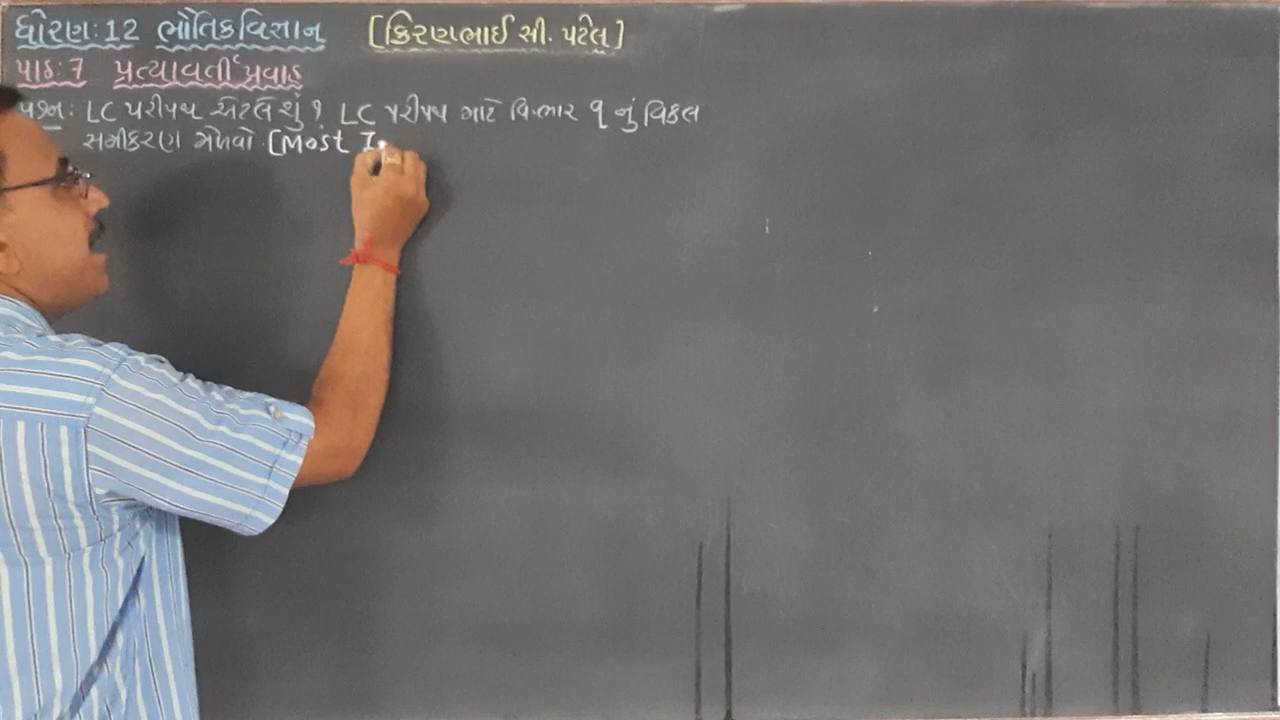 ધોરણ: 12 ભૌતિકવિજ્ઞાન [કિરણભાઈ સી. પટેલ]
પાઠ: 7 પ્રત્યાવર્તી પ્રવાહ
પ્રશ્ન: LC પરીપથ એટલે શું? LC પરીપથ માટે વિ.ભાર q નું વિકલ
સમીકરણ મેળવો. [Most I